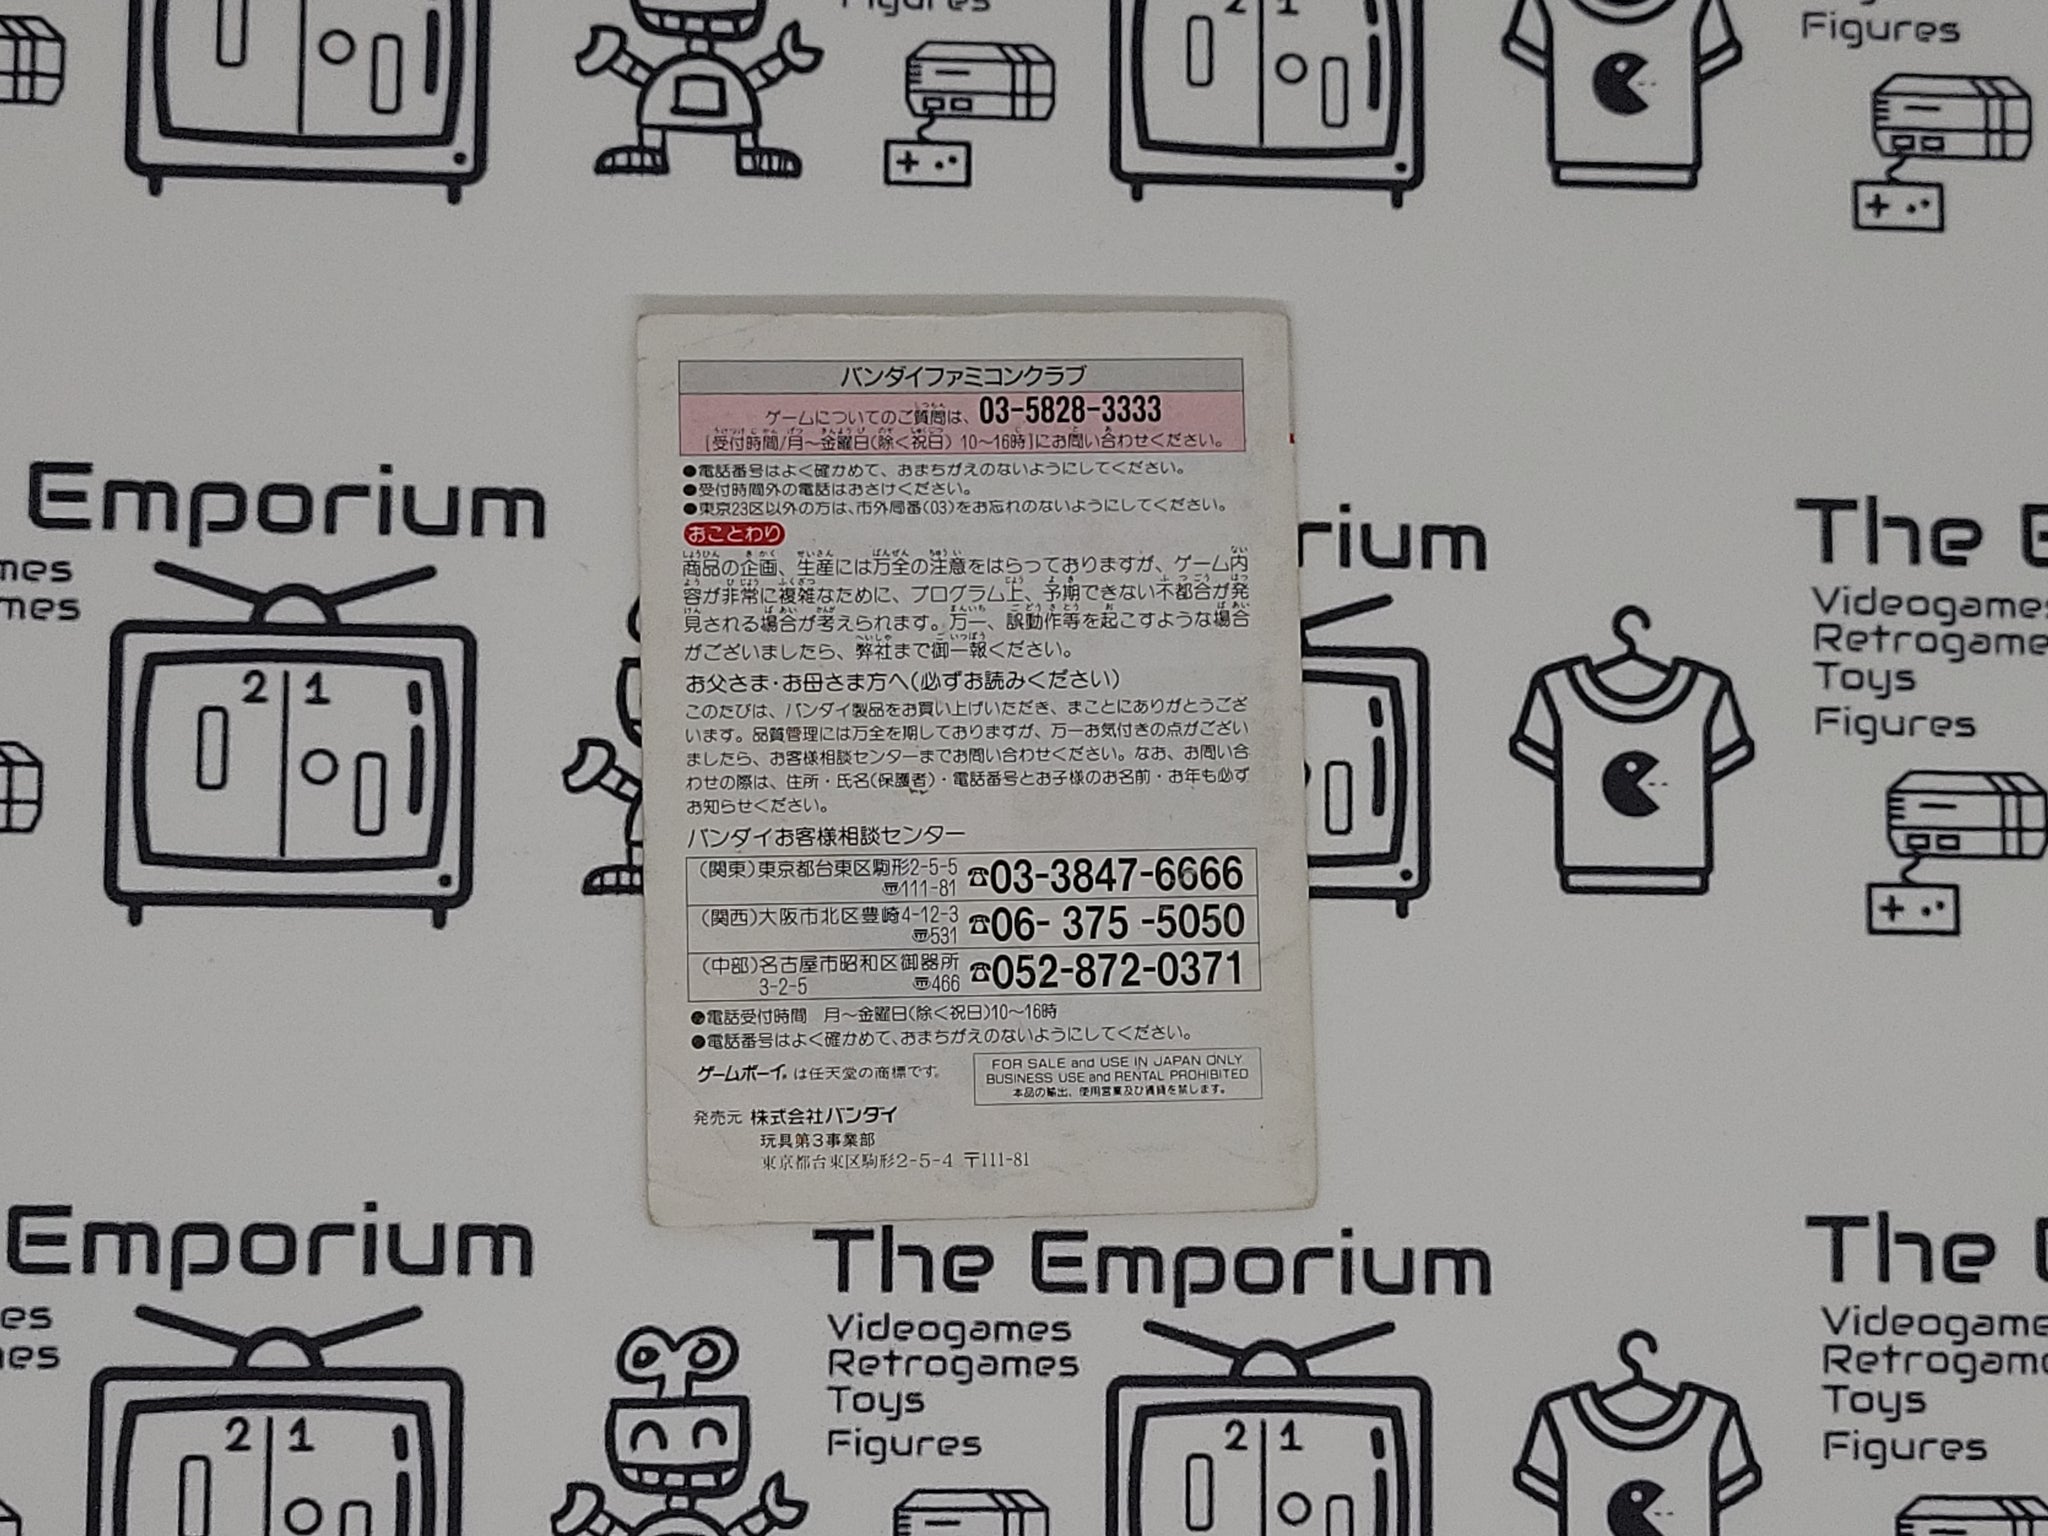 Figures
2 1
Figures
バンダイファミコンクラブ
ゲームについてのご質問は、03-5828-3333
[受付時間/月〜金曜日(除く祝日) 10〜16時]にお問い合わせください。
●電話番号はよく確かめて、おまちがえのないようにしてください。
●受付時間外の電話はおさけください。
●東京23区以外の方は、市外局番(03)をお忘れのないようにしてください。
おことわり
商品の企画、生産には万全の注意をはらっておりますが、ゲーム内
容が非常に複雑なために、プログラム上、予期できない不都合が発
見される場合が考えられます。万一、誤動作等を起こすような場合
がございましたら、弊社まで御一報ください。
お父さま・お母さま方へ(必ずお読みください)
このたびは、バンダイ製品をお買い上げいただき、まことにありがとうござ
います。品質管理には万全を期しておりますが、万一お気付きの点がござい
ましたら、お客様相談センターまでお問い合わせください。なお、お問い合
わせの際は、住所・氏名(保護者)・電話番号とお子様のお名前・お年も必ず
お知らせください。
バンダイお客様相談センター
(関東)東京都台東区駒形2-5-5
〒111-81 ☎03-3847-6666
(関西)大阪市北区豊崎4-12-3
〒531 ☎06-375-5050
(中部)名古屋市昭和区御器所
3-2-5 〒466 ☎052-872-0371
●電話受付時間 月〜金曜日(除く祝日)10〜16時
●電話番号はよく確かめて、おまちがえのないようにしてください。
ゲームボーイ®は任天堂の商標です。
FOR SALE and USE IN JAPAN ONLY
BUSINESS USE and RENTAL PROHIBITED
本品の輸出、使用営業及び賃貸を禁じます。
発売元 株式会社バンダイ
玩具第3事業部
東京都台東区駒形2-5-4 〒111-81
Emporium
mes
mes
2 1
rium
The E
Videogames
Retrogame
Toys
Figures
Emporium
es
es
2 1
The Emporium
Videogames
Retrogames
Toys
Figures
2 1
The E
Videogame
Retrogam
Toys
Figures